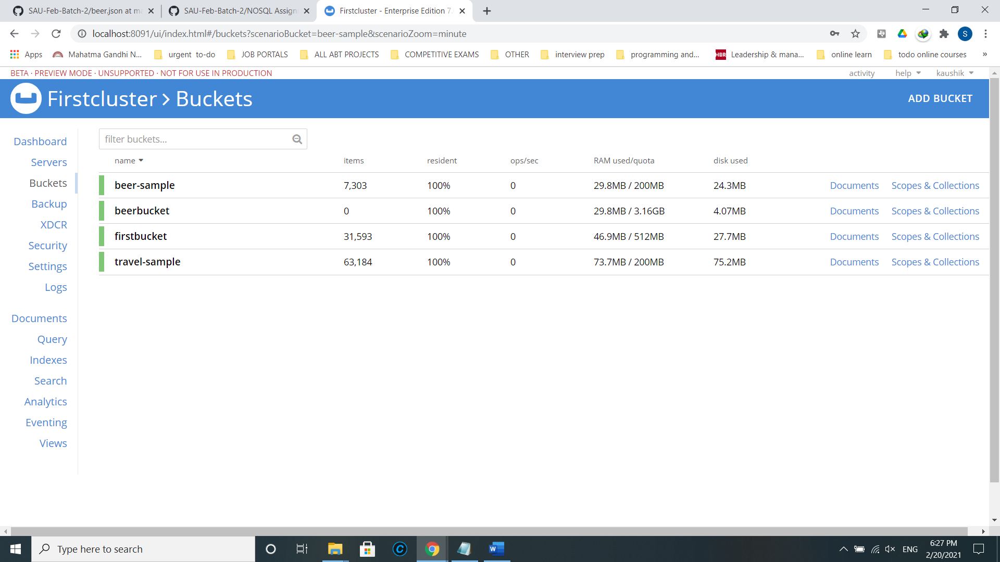 SAU-Feb-Batch-2/beer.json at ma
SAU-Feb-Batch-2/NOSQL Assign
Firstcluster - Enterprise Edition 7.
localhost:8091/ui/index.html#/buckets?scenarioBucket=beer-sample&scenarioZoom=minute
S
Apps Mahatma Gandhi N... urgent to-do JOB PORTALS ALL ABT PROJECTS COMPETITIVE EXAMS OTHER interview prep programming and... HBR Leadership & mana... online learn todo online courses »
BETA · PREVIEW MODE · UNSUPPORTED · NOT FOR USE IN PRODUCTION activity help kaushik
Firstcluster > Buckets ADD BUCKET
Dashboard
Servers
Buckets
Backup
XDCR
Security
Settings
Logs
Documents
Query
Indexes
Search
Analytics
Eventing
Views
filter buckets...
name items resident ops/sec RAM used/quota disk used
beer-sample 7,303 100% 0 29.8MB / 200MB 24.3MB Documents Scopes & Collections
beerbucket 0 100% 0 29.8MB / 3.16GB 4.07MB Documents Scopes & Collections
firstbucket 31,593 100% 0 46.9MB / 512MB 27.7MB Documents Scopes & Collections
travel-sample 63,184 100% 0 73.7MB / 200MB 75.2MB Documents Scopes & Collections
Type here to search
ENG
6:27 PM
2/20/2021